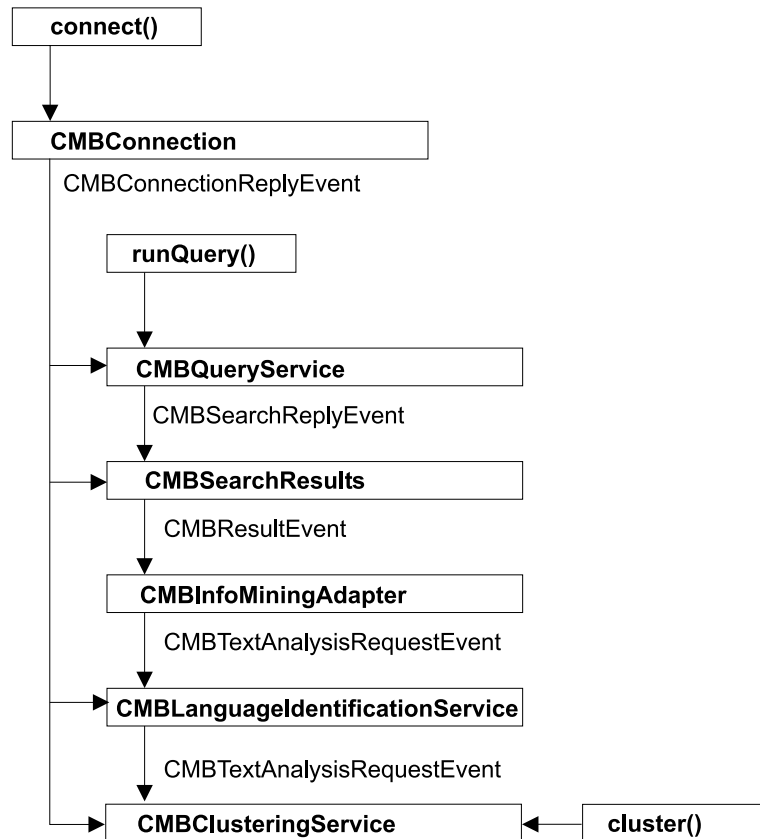 connect()
CMBConnection
CMBConnectionReplyEvent
runQuery()
CMBQueryService
CMBSearchReplyEvent
CMBSearchResults
CMBResultEvent
CMBInfoMiningAdapter
CMBTextAnalysisRequestEvent
CMBLanguageIdentificationService
CMBTextAnalysisRequestEvent
CMBClusteringService
cluster()